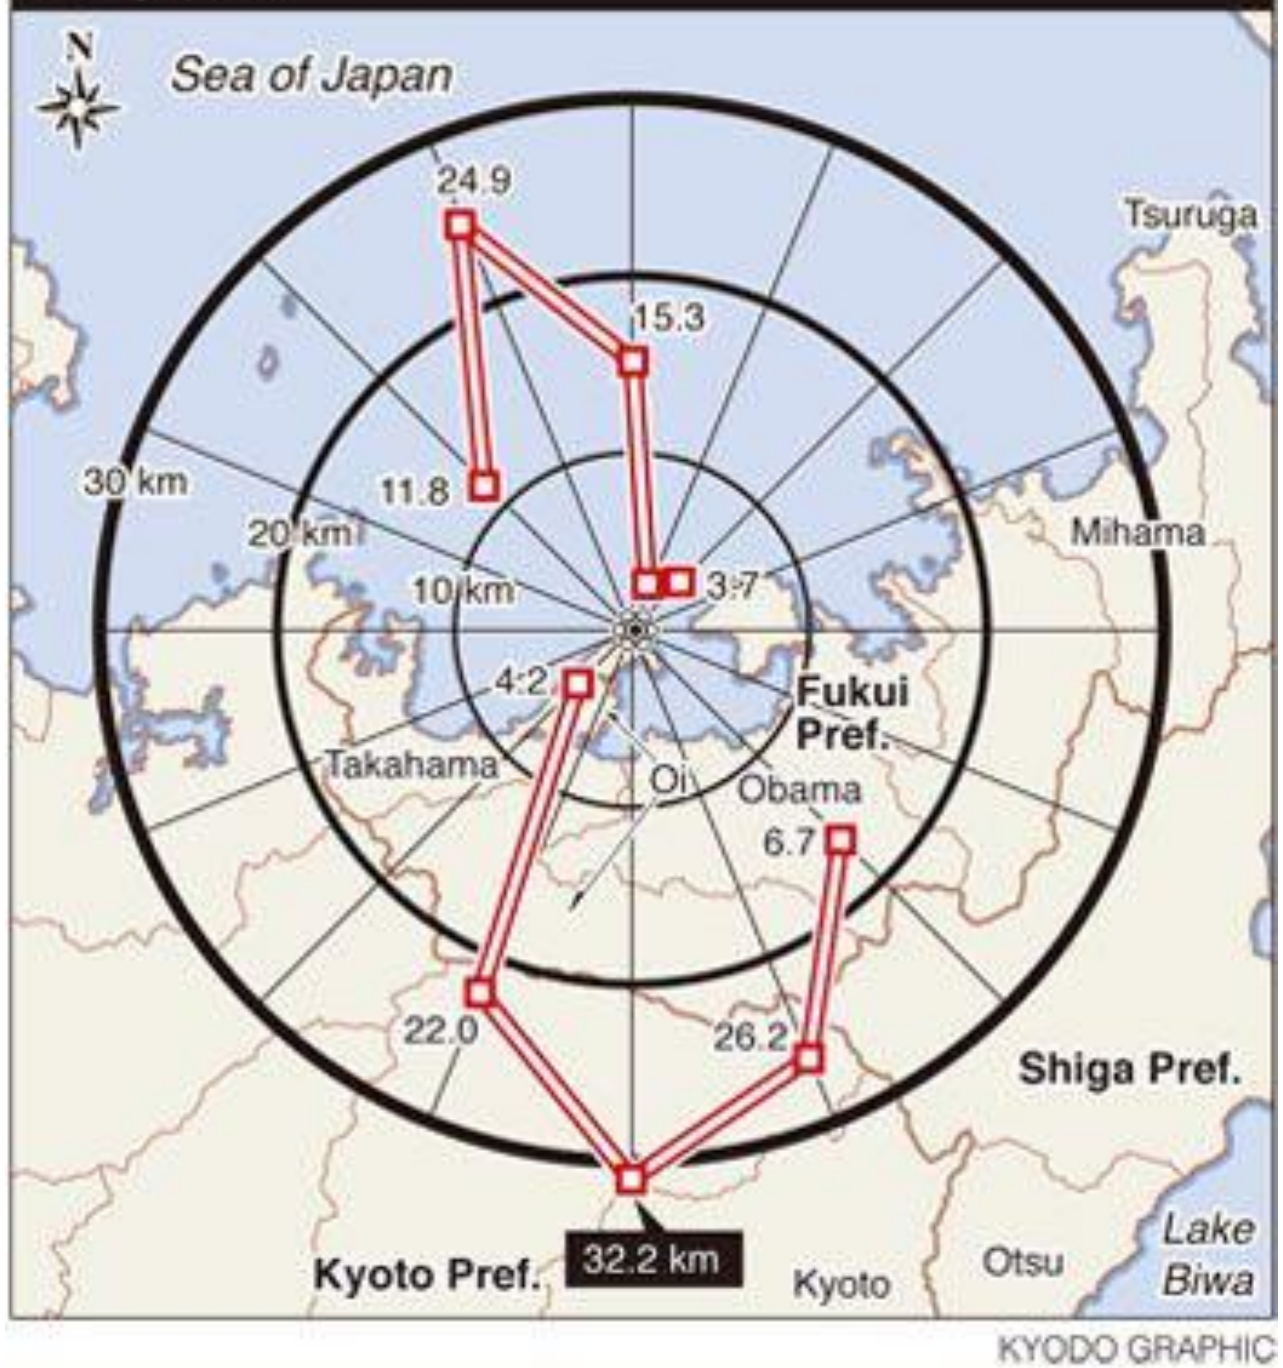 N
Sea of Japan
24.9
Tsuruga
15.3
30 km
11.8
20 km
Mihama
10 km
3.7
4.2
Fukui
Pref.
Takahama
Oi
Obama
6.7
22.0
26.2
Shiga Pref.
32.2 km
Kyoto Pref.
Kyoto
Otsu
Lake
Biwa
KYODO GRAPHIC